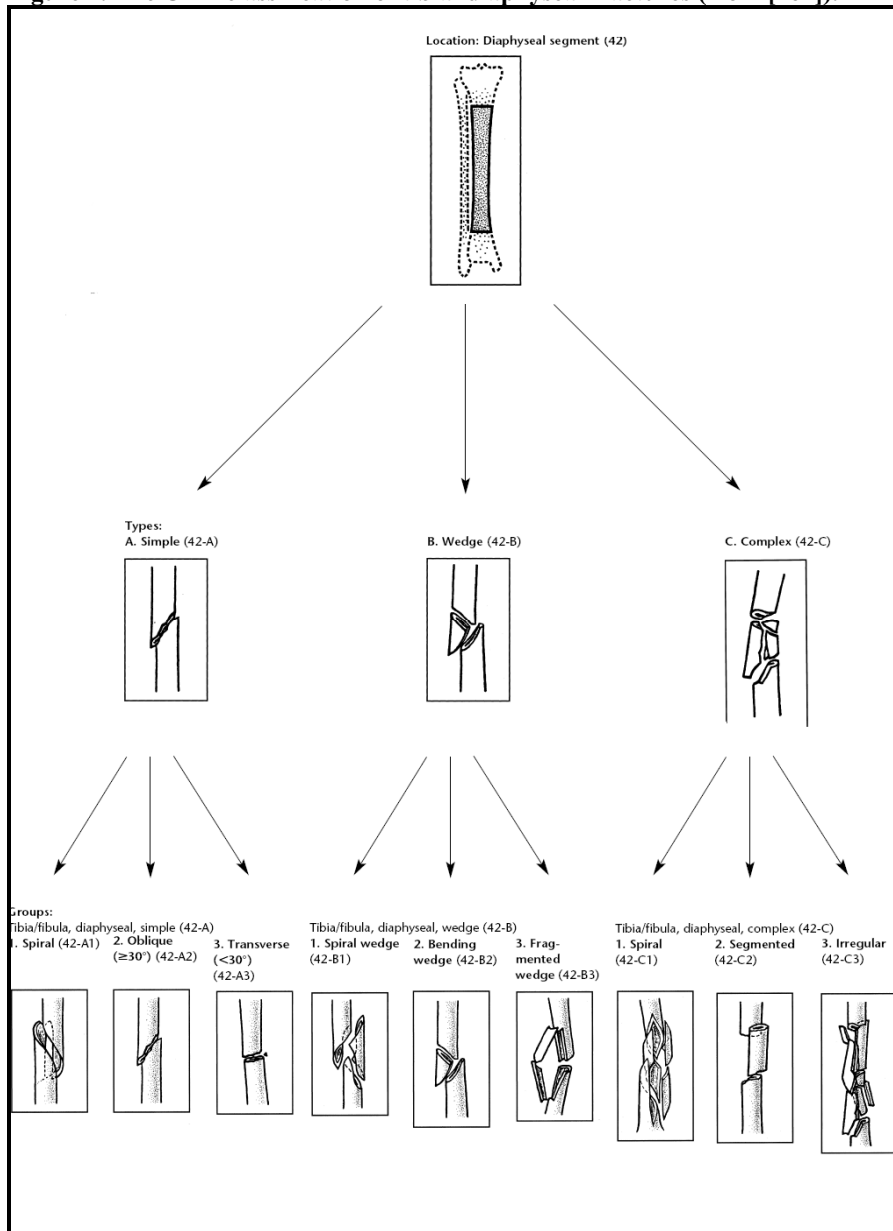 Location: Diaphyseal segment (42)
Types:
A. Simple (42-A)
B. Wedge (42-B)
C. Complex (42-C)
Groups:
Tibia/fibula, diaphyseal, simple (42-A)
1. Spiral (42-A1)
2. Oblique
(≥30°) (42-A2)
3. Transverse
(<30°)
(42-A3)
Tibia/fibula, diaphyseal, wedge (42-B)
1. Spiral wedge
(42-B1)
2. Bending
wedge (42-B2)
3. Frag-
mented
wedge (42-B3)
Tibia/fibula, diaphyseal, complex (42-C)
1. Spiral
(42-C1)
2. Segmented
(42-C2)
3. Irregular
(42-C3)